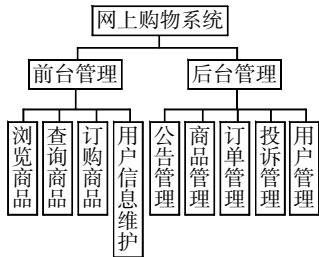 网上购物系统
前台管理
后台管理
浏览商品
查询商品
订购商品
用户信息维护
公告管理
商品管理
订单管理
投诉管理
用户管理